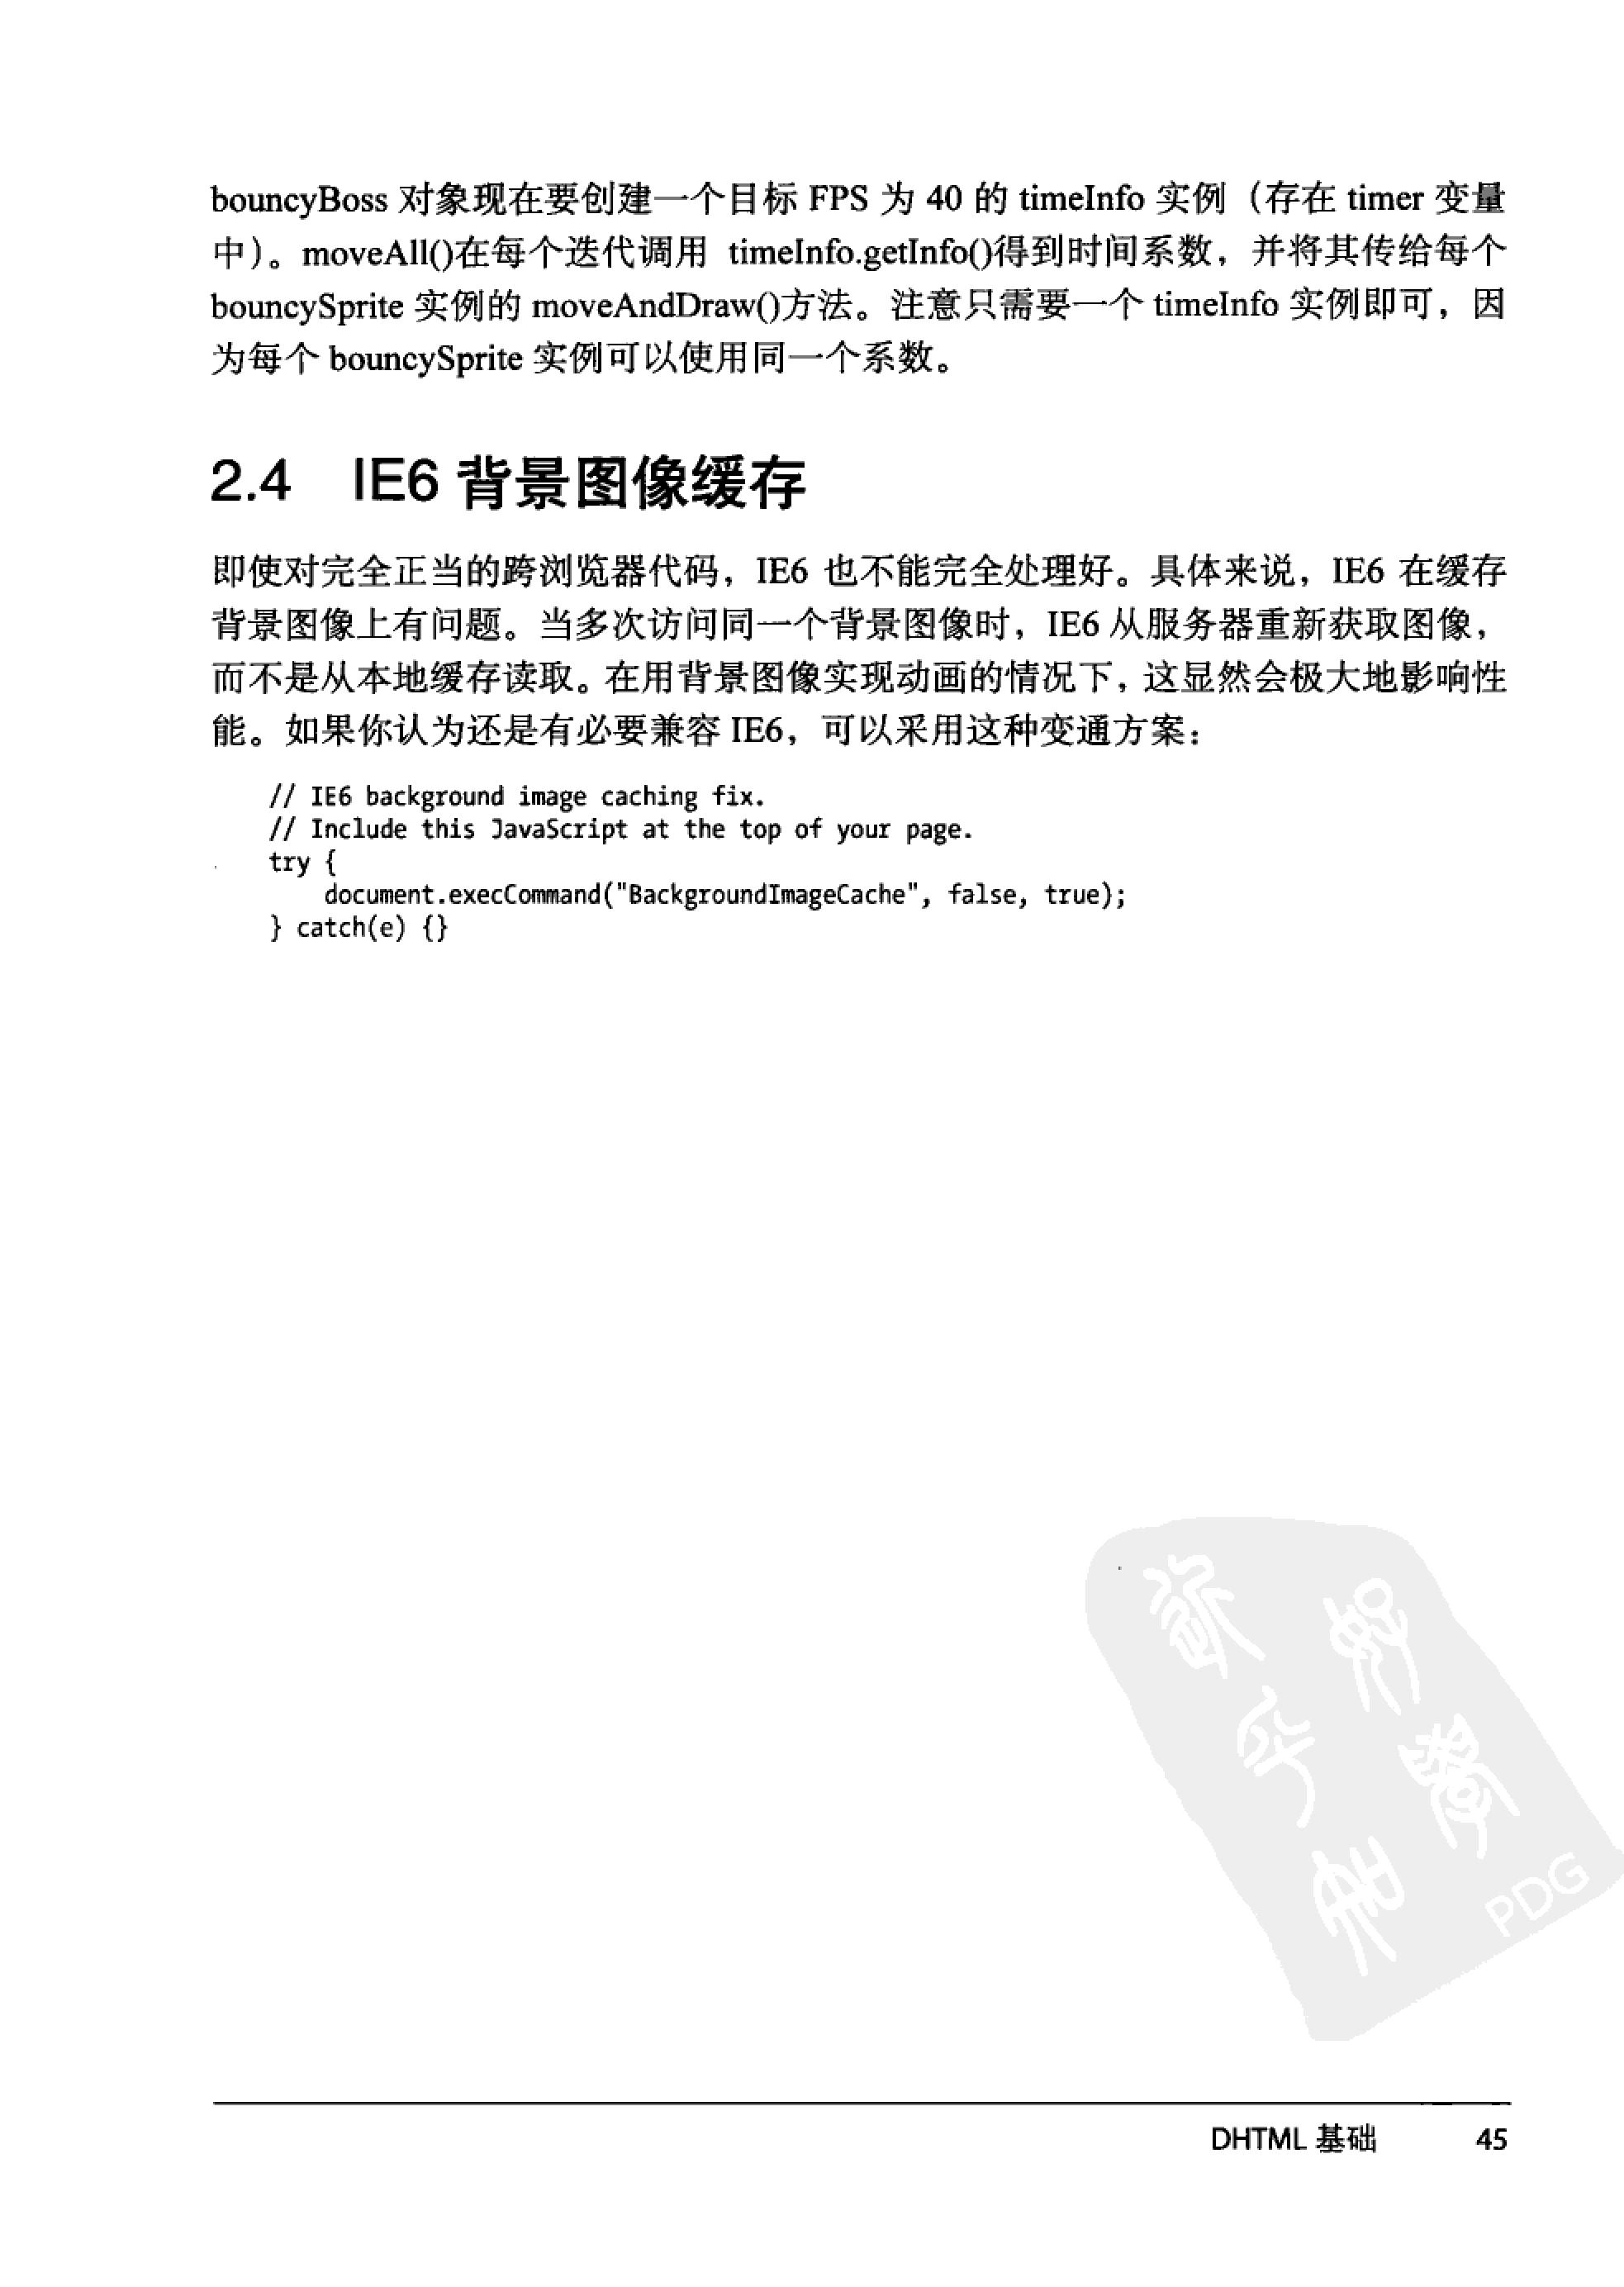 bouncyBoss 对象现在要创建一个目标 FPS 为 40 的 timeInfo 实例（存在 timer 变量
中）。moveAll()在每个迭代调用 timeInfo.getInfo()得到时间系数，并将其传给每个
bouncySprite 实例的 moveAndDraw()方法。注意只需要一个 timeInfo 实例即可，因
为每个 bouncySprite 实例可以使用同一个系数。
2.4 IE6 背景图像缓存
即使对完全正当的跨浏览器代码，IE6 也不能完全处理好。具体来说，IE6 在缓存
背景图像上有问题。当多次访问同一个背景图像时，IE6 从服务器重新获取图像，
而不是从本地缓存读取。在用背景图像实现动画的情况下，这显然会极大地影响性
能。如果你认为还是有必要兼容 IE6，可以采用这种变通方案：
// IE6 background image caching fix.
// Include this JavaScript at the top of your page.
try {
    document.execCommand("BackgroundImageCache", false, true);
} catch(e) {}
PDG
DHTML 基础 45